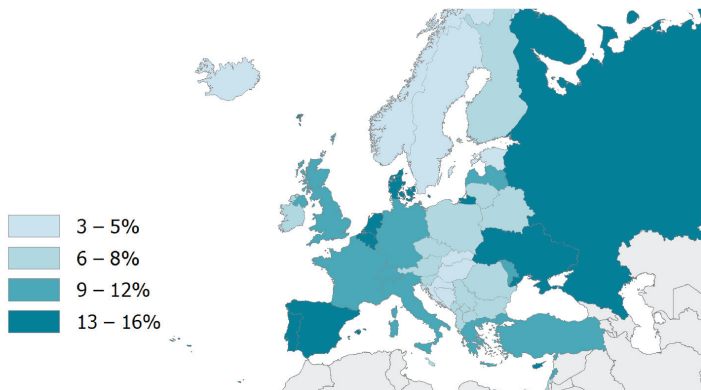 3 – 5%
6 – 8%
9 – 12%
13 – 16%